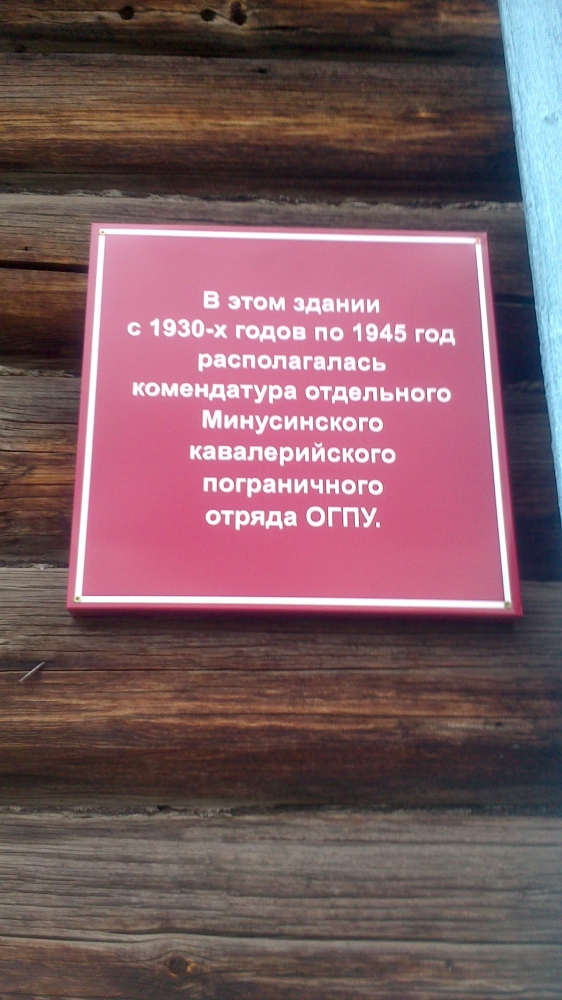 В этом здании
с 1930-х годов по 1945 год
располагалась
комендатура отдельного
Минусинского
кавалерийского
пограничного
отряда ОГПУ.